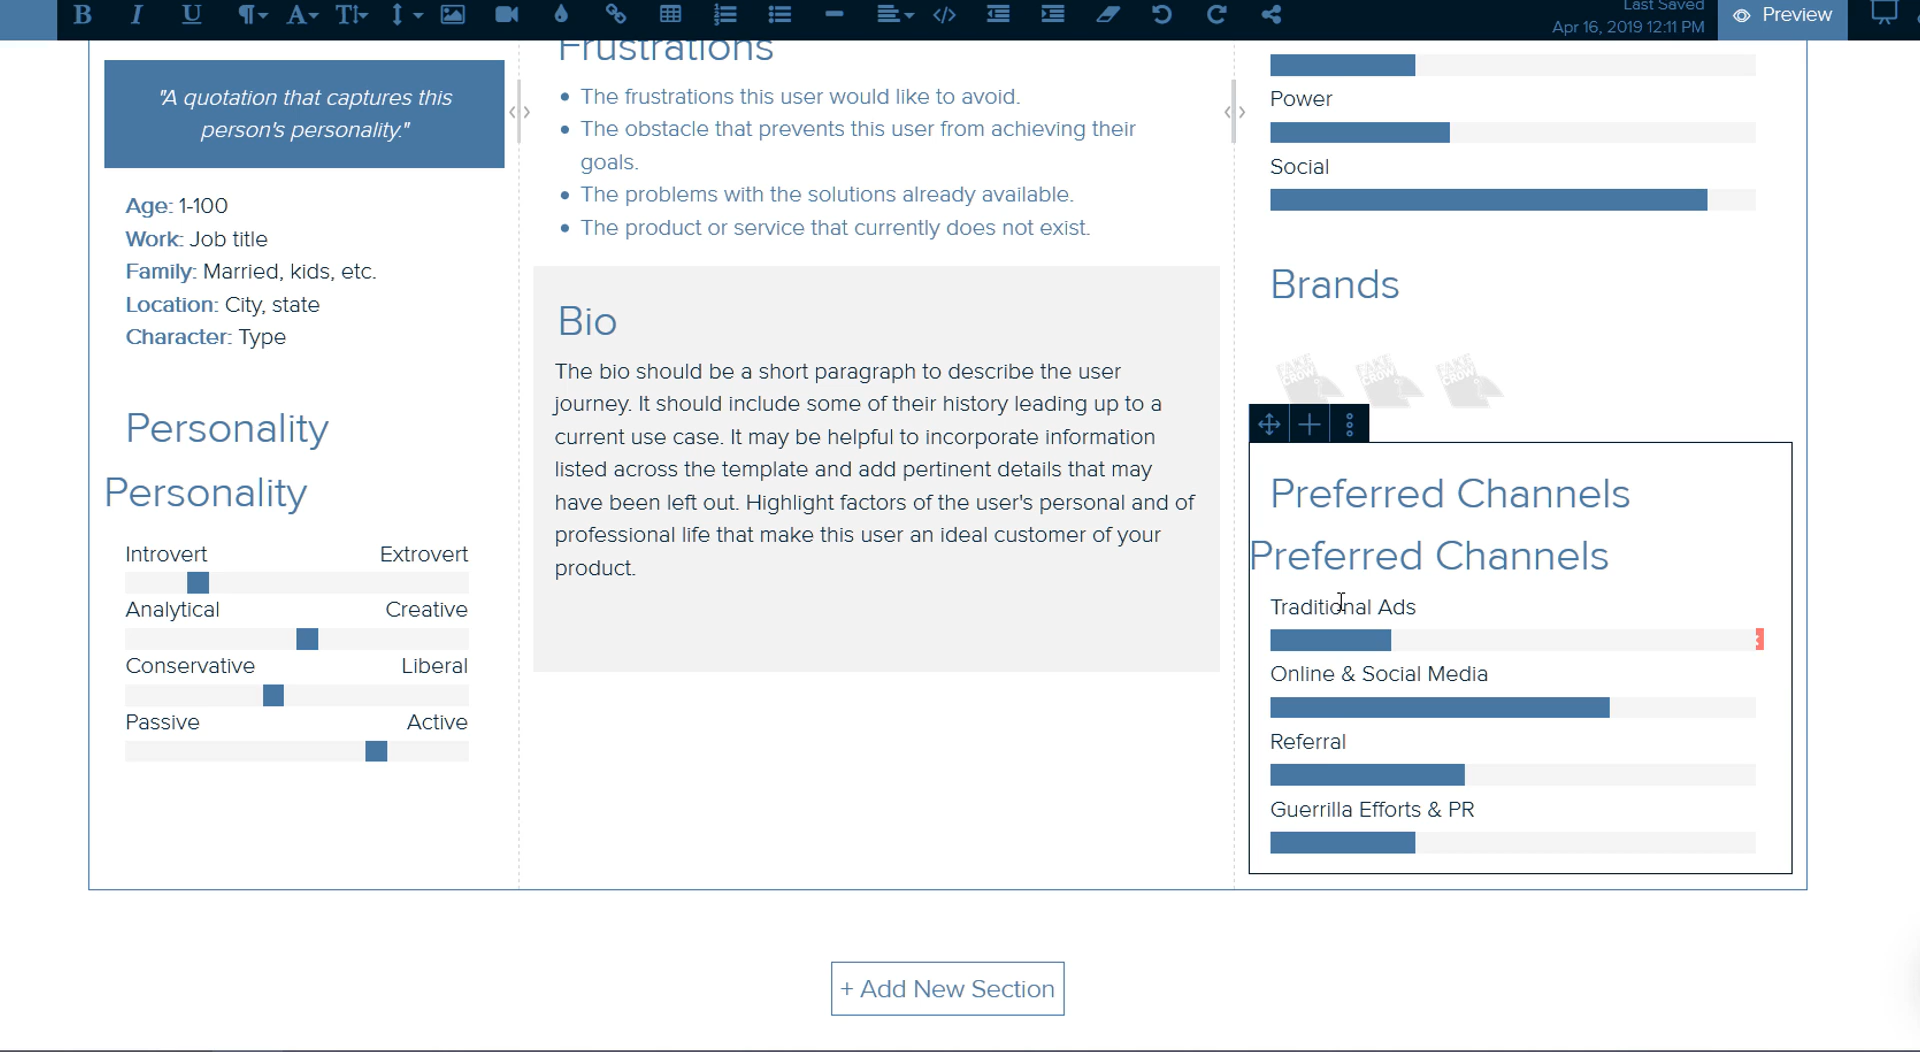 Last Saved
Apr 16, 2019 12:11 PM
Preview
"A quotation that captures this
person's personality."
Age: 1-100
Work: Job title
Family: Married, kids, etc.
Location: City, state
Character: Type
Personality
Personality
Introvert Extrovert
Analytical Creative
Conservative Liberal
Passive Active
Frustrations
The frustrations this user would like to avoid.
The obstacle that prevents this user from achieving their
goals.
The problems with the solutions already available.
The product or service that currently does not exist.
Bio
The bio should be a short paragraph to describe the user
journey. It should include some of their history leading up to a
current use case. It may be helpful to incorporate information
listed across the template and add pertinent details that may
have been left out. Highlight factors of the user's personal and of
professional life that make this user an ideal customer of your
product.
Power
Social
Brands
FAKE CROW
FAKE CROW
FAKE CROW
Preferred Channels
Preferred Channels
Traditional Ads
Online & Social Media
Referral
Guerrilla Efforts & PR
+ Add New Section